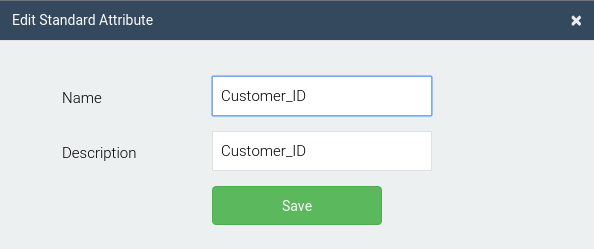 Edit Standard Attribute ×
Name Customer_ID
Description Customer_ID
Save